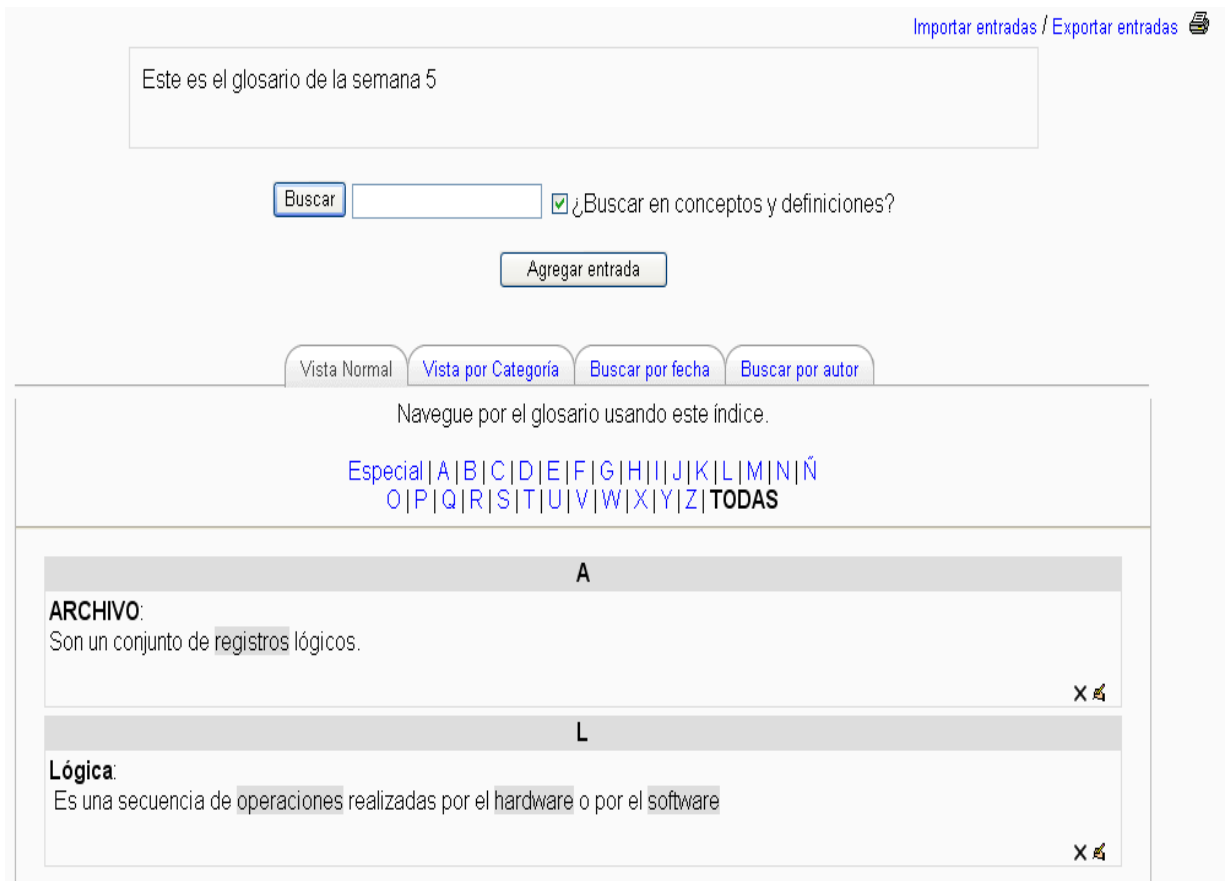 Importar entradas / Exportar entradas
Este es el glosario de la semana 5
Buscar ¿Buscar en conceptos y definiciones?
Agregar entrada
Vista Normal Vista por Categoría Buscar por fecha Buscar por autor
Navegue por el glosario usando este índice.
Especial | A | B | C | D | E | F | G | H | I | J | K | L | M | N | Ñ
O | P | Q | R | S | T | U | V | W | X | Y | Z | TODAS
A
ARCHIVO:
Son un conjunto de registros lógicos.
L
Lógica:
Es una secuencia de operaciones realizadas por el hardware o por el software